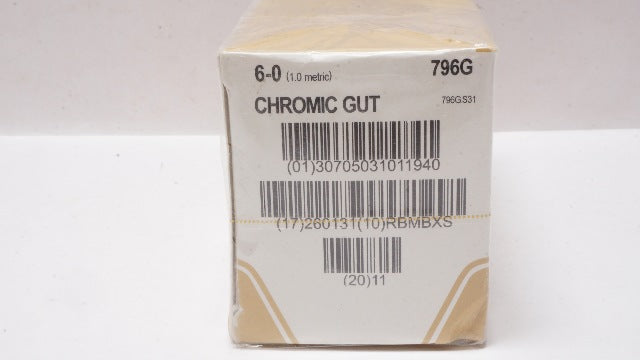 6-0 (1.0 metric) 796G
CHROMIC GUT 796G.S31
(01)30705031011940
(17)260131(10)RBMBXS
(20)11